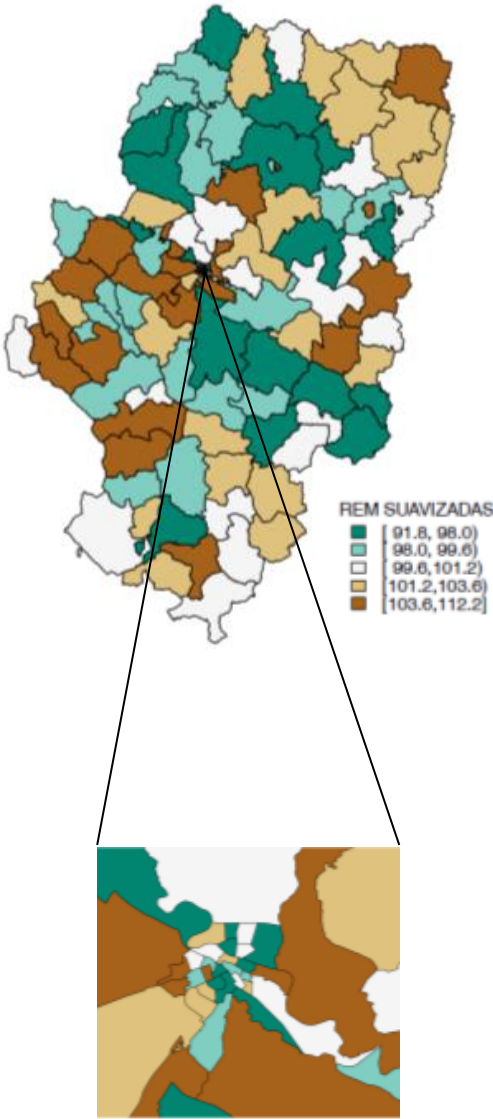 REM SUAVIZADAS
[ 91.8, 98.0)
[ 98.0, 99.6)
[ 99.6,101.2)
[101.2,103.6)
[103.6,112.2]